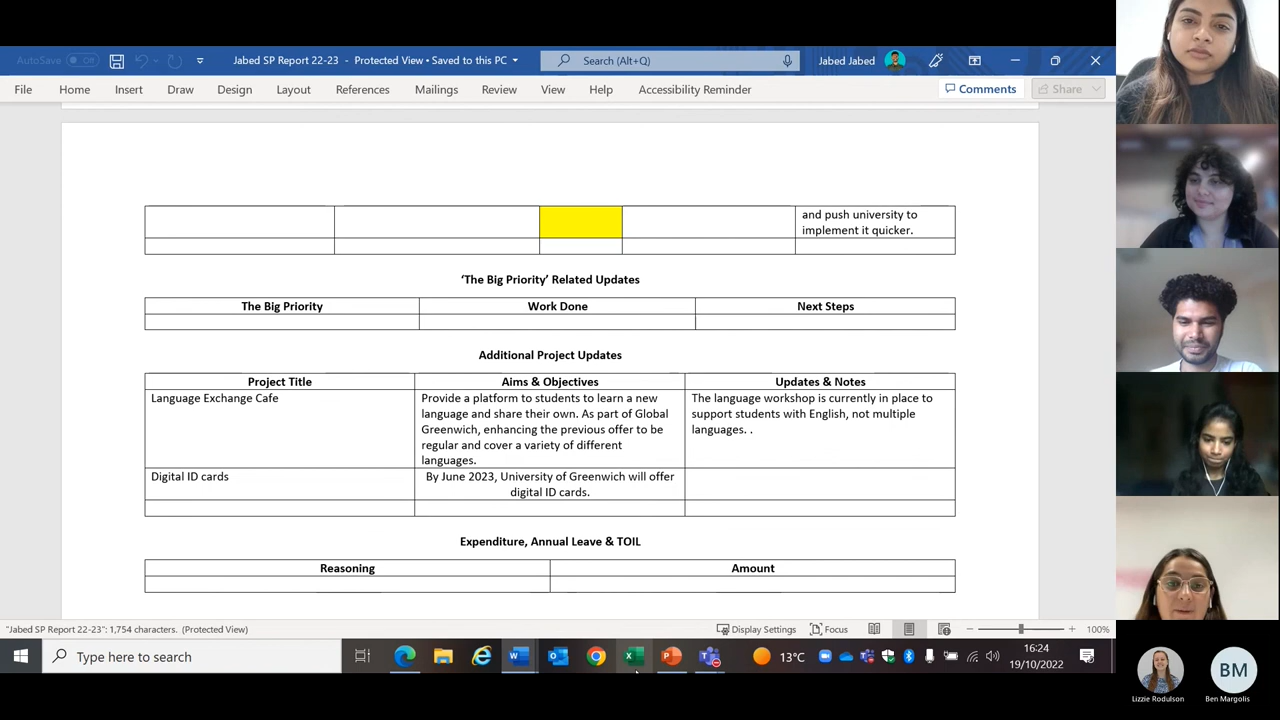 AutoSave Off Jabed SP Report 22-23 - Protected View • Saved to this PC Search (Alt+Q) Jabed Jabed
File Home Insert Draw Design Layout References Mailings Review View Help Accessibility Reminder Comments Share
and push university to
implement it quicker.
‘The Big Priority’ Related Updates
The Big Priority Work Done Next Steps
Additional Project Updates
Project Title Aims & Objectives Updates & Notes
Language Exchange Cafe
Provide a platform to students to learn a new
language and share their own. As part of Global
Greenwich, enhancing the previous offer to be
regular and cover a variety of different
languages.
The language workshop is currently in place to
support students with English, not multiple
languages. .
Digital ID cards
By June 2023, University of Greenwich will offer
digital ID cards.
Expenditure, Annual Leave & TOIL
Reasoning Amount
"Jabed SP Report 22-23": 1,754 characters. (Protected View) Display Settings Focus 100%
Type here to search 13°C 16:24
19/10/2022
BM
Lizzie Rodulson Ben Margolis